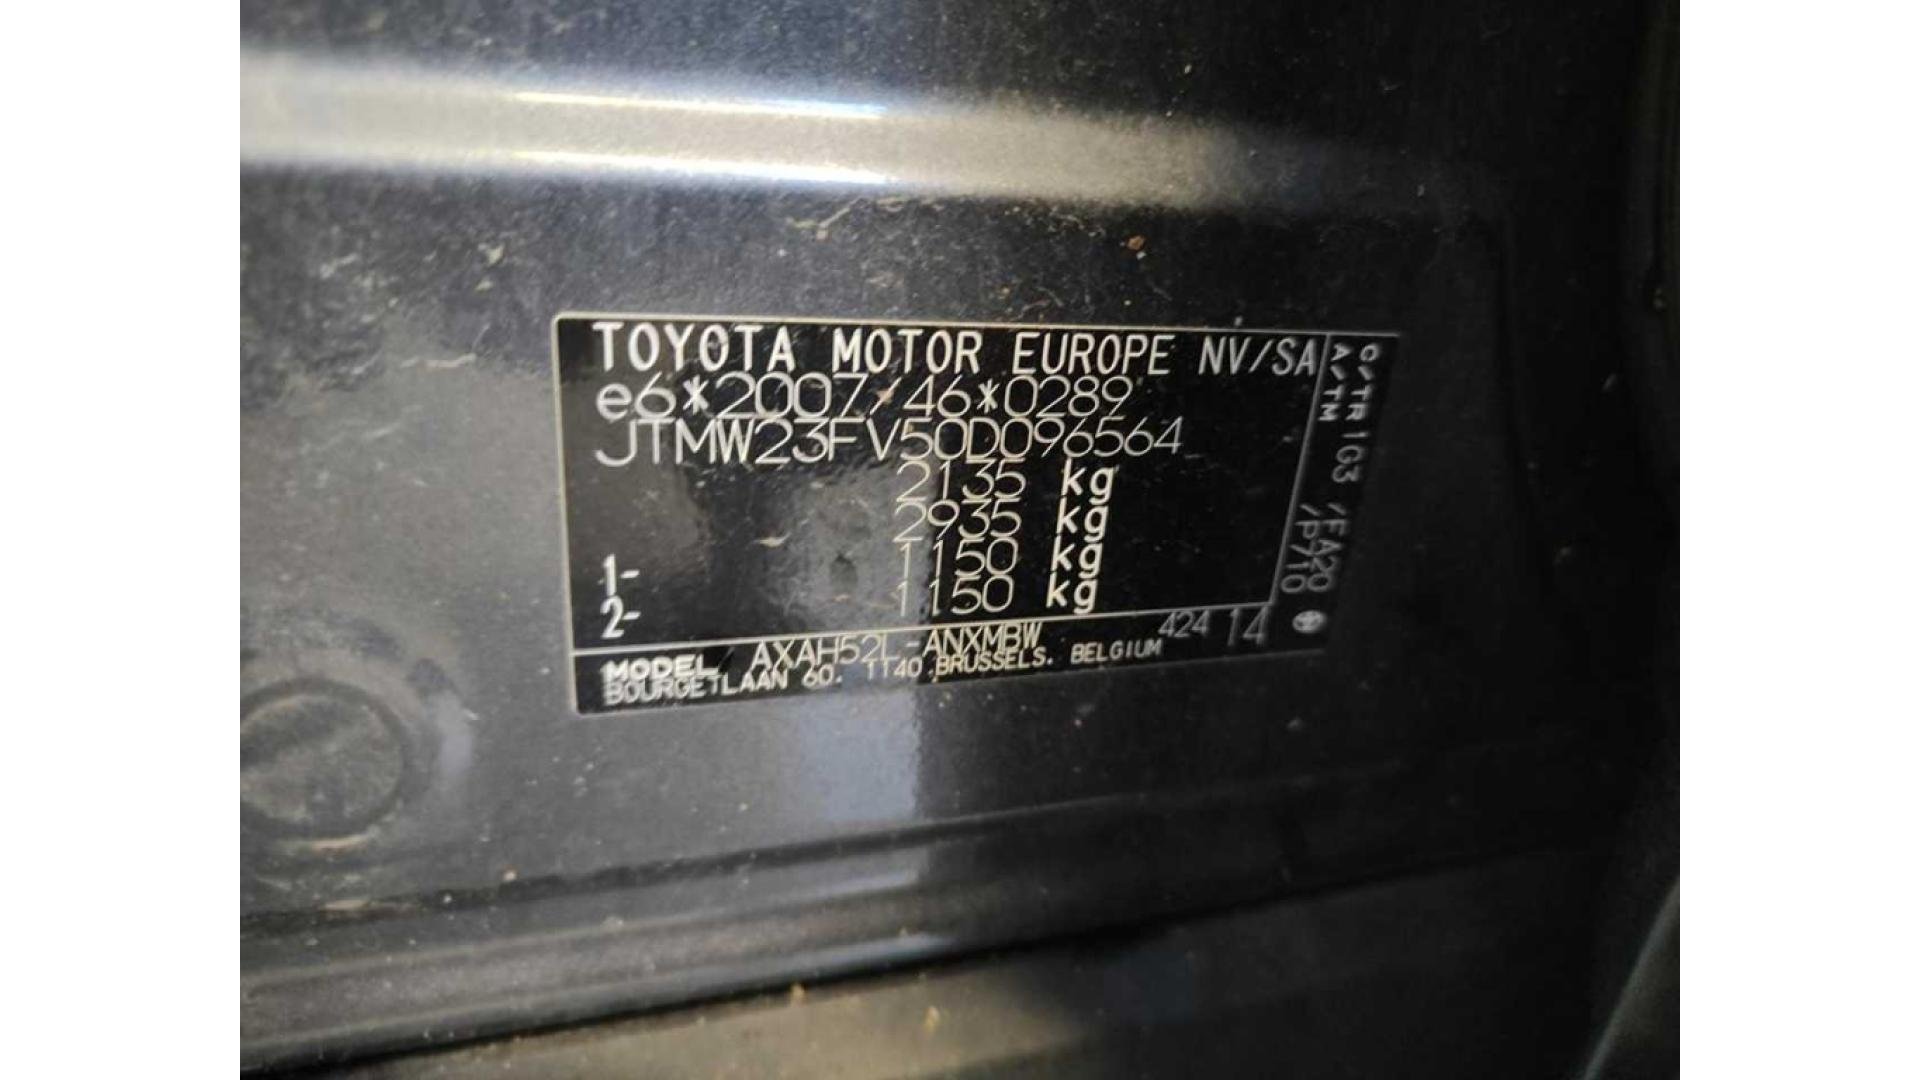 TOYOTA MOTOR EUROPE NV/SA
e6*2007/46*0289
JTMW23FV50D096564
2135 kg
2935 kg
1- 1150 kg
2- 1150 kg
C/TR 1G3 /FA20
A/TM /P710
MODEL AXAH52L-ANXMBW 424 14
BOURGETLAAN 60. 1140 BRUSSELS. BELGIUM